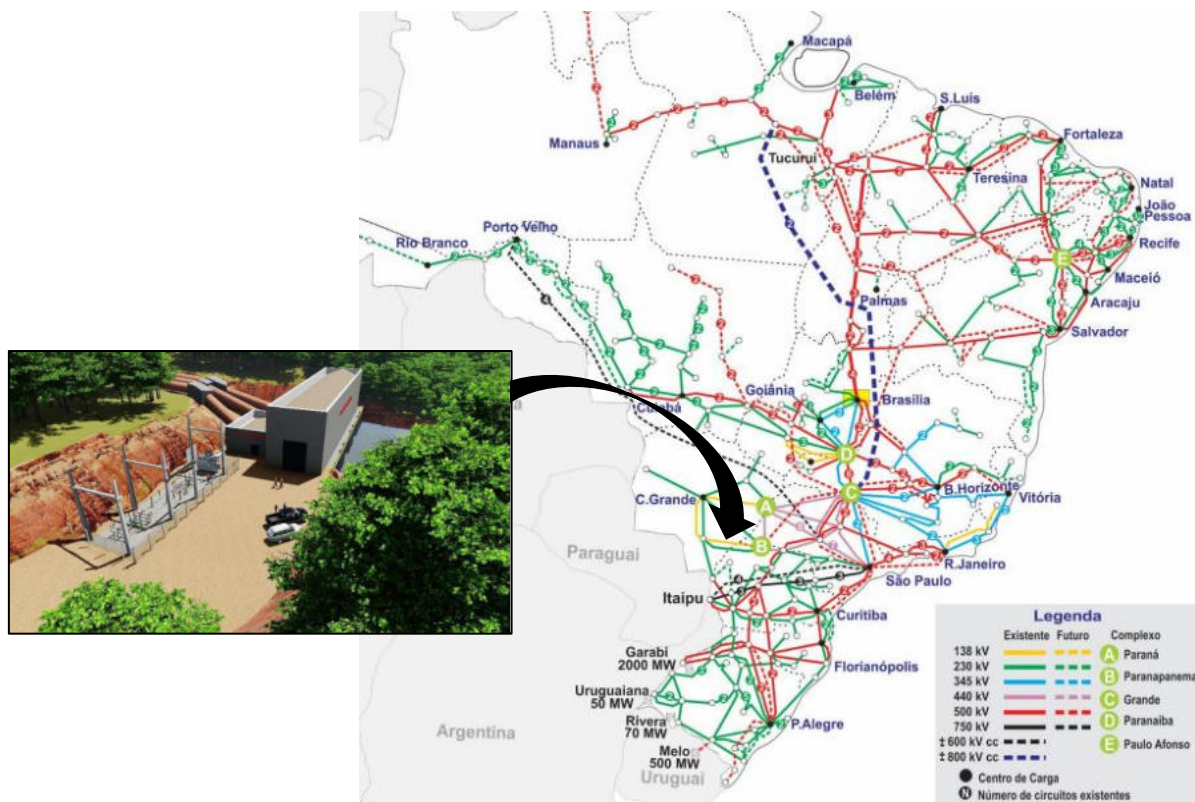 Macapá
Belém
S.Luís
Fortaleza
Manaus
Tucuruí
Teresina
Natal
João
Pessoa
Recife
Porto Velho
Rio Branco
E
Maceió
Palmas
Aracaju
Salvador
Goiânia
Cuiabá
Brasília
D
B.Horizonte
C
Vitória
C.Grande
A
B
Paraguai
R.Janeiro
São Paulo
Itaipu
Curitiba
Garabi
2000 MW
Florianópolis
Uruguaiana
50 MW
Rivera
70 MW
P.Alegre
Argentina
Melo
500 MW
Uruguai
Legenda
Existente Futuro Complexo
138 kV A Paraná
230 kV B Paranapanema
345 kV
440 kV C Grande
500 kV D Paranaiba
750 kV E Paulo Afonso
±600 kV cc
±800 kV cc
Centro de Carga
N Número de circuitos existentes